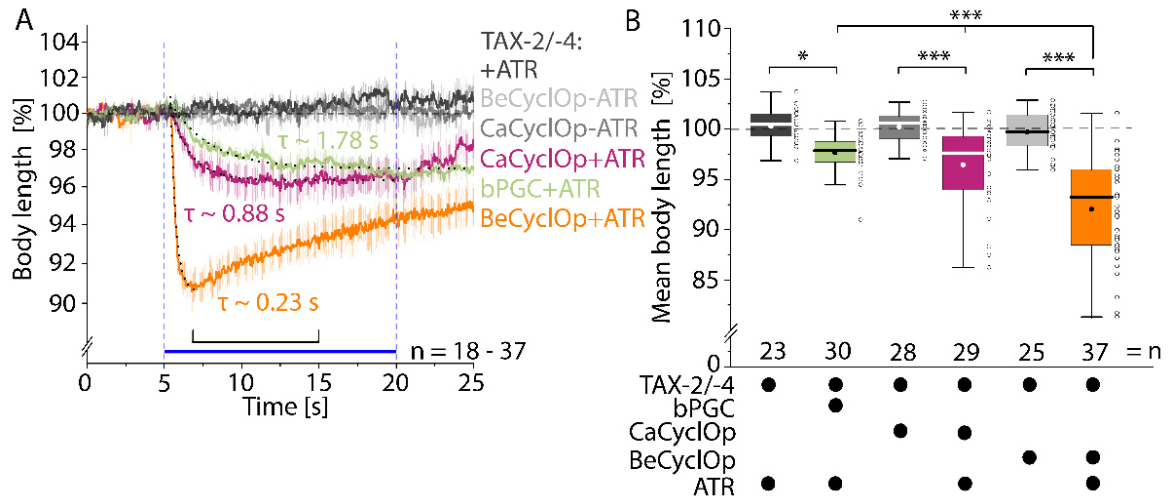 A
Body length [%]
104
102
100
98
96
94
92
90
0 5 10 15 20 25
Time [s]
τ ~ 1.78 s
τ ~ 0.88 s
τ ~ 0.23 s
n = 18 - 37
TAX-2/-4:
+ATR
BeCyclOp-ATR
CaCyclOp-ATR
CaCyclOp+ATR
bPGC+ATR
BeCyclOp+ATR
B
Mean body length [%]
110
105
100
95
90
85
0
***
* *** ***
23 30 28 29 25 37 = n
TAX-2/-4
bPGC
CaCyclOp
BeCyclOp
ATR